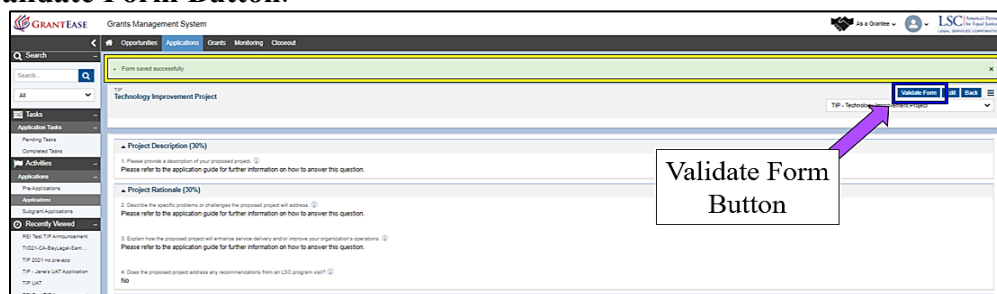 andidate Form Button.
GRANTEASE Grants Management System As a Grantee LSC America's Partner for Equal Justice
LEGAL SERVICES CORPORATION
Opportunities Applications Grants Monitoring Closeout
Search
Form saved successfully
Search...
All
TIP
Technology Improvement Project
Validate Form Edit Back
TIP - Technology Improvement Project
Tasks
Application Tasks
Pending Tasks
Completed Tasks
Activities
Applications
Pre-Applications
Applications
Subgrant Applications
Recently Viewed
REI Test TIP Announcement
TIG21-CA-BayLegal-Sam...
TIP 2021 no pre-app
TIP - Jane's UAT Application
TIP UAT
Project Description (30%)
1. Please provide a description of your proposed project.
Please refer to the application guide for further information on how to answer this question.
Project Rationale (30%)
2. Describe the specific problems or challenges the proposed project will address.
Please refer to the application guide for further information on how to answer this question.
3. Explain how the proposed project will enhance service delivery and/or improve your organization's operations.
Please refer to the application guide for further information on how to answer this question.
4. Does the proposed project address any recommendations from an LSC program visit?
No
Validate Form
Button